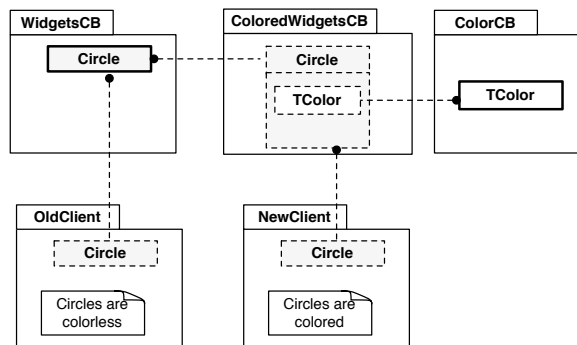 WidgetsCB
ColoredWidgetsCB
ColorCB
Circle
Circle
TColor
TColor
OldClient
NewClient
Circle
Circle
Circles are
colorless
Circles are
colored